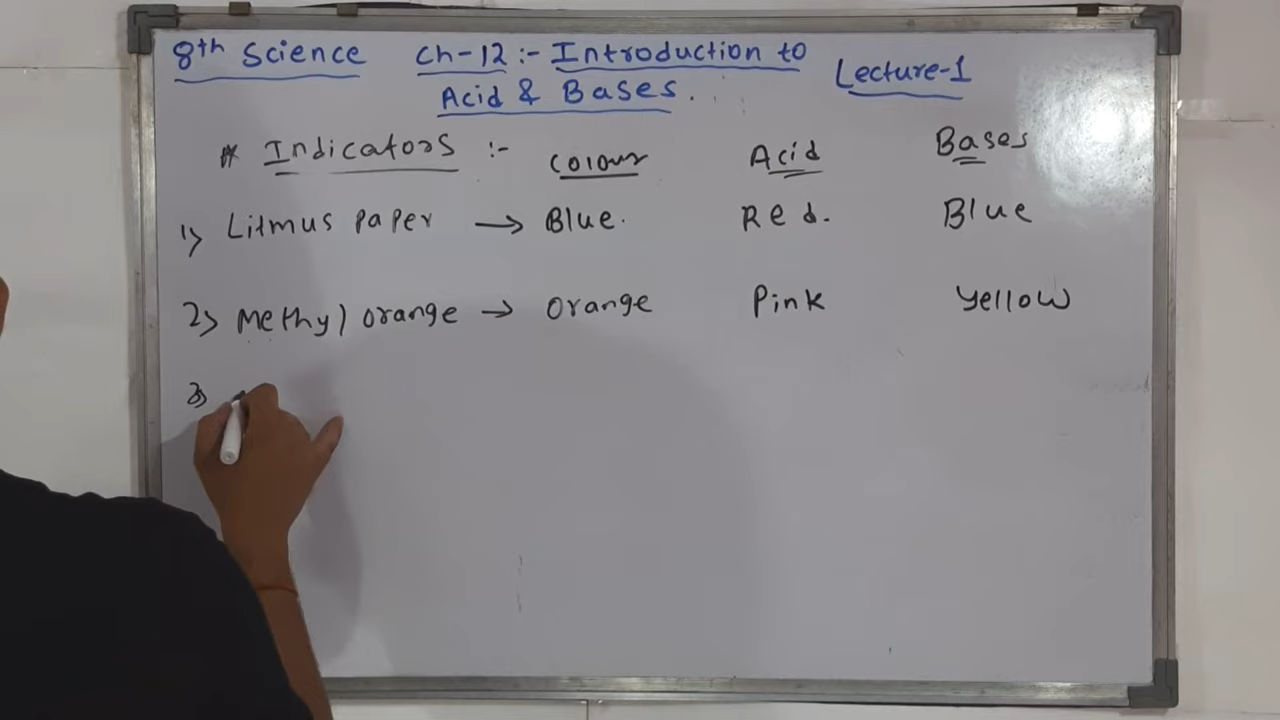 8th Science Ch-12 :- Introduction to Lecture-1
Acid & Bases.
* Indicators :- Colour Acid Bases
1) Litmus paper → Blue. Red. Blue
2) Methyl orange → Orange Pink Yellow
3)